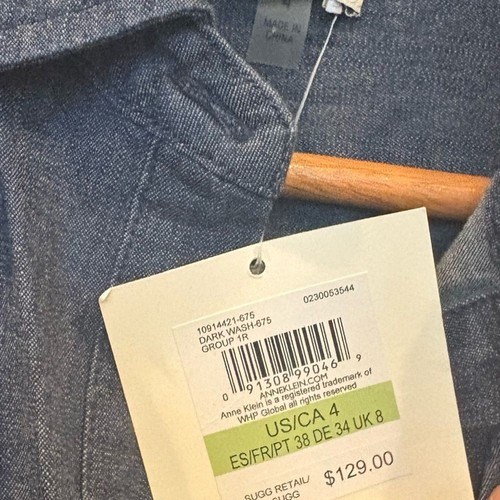 MADE IN
CHINA
10914421-675
0230053544
DARK WASH-675
GROUP 1R
0 91308 99046 9
ANNEKLEIN.COM
Anne Klein is a registered trademark of
WHP Global all rights reserved
US/CA 4
ES/FR/PT 38 DE 34 UK 8
SUGG RETAIL/
SUGG
$129.00